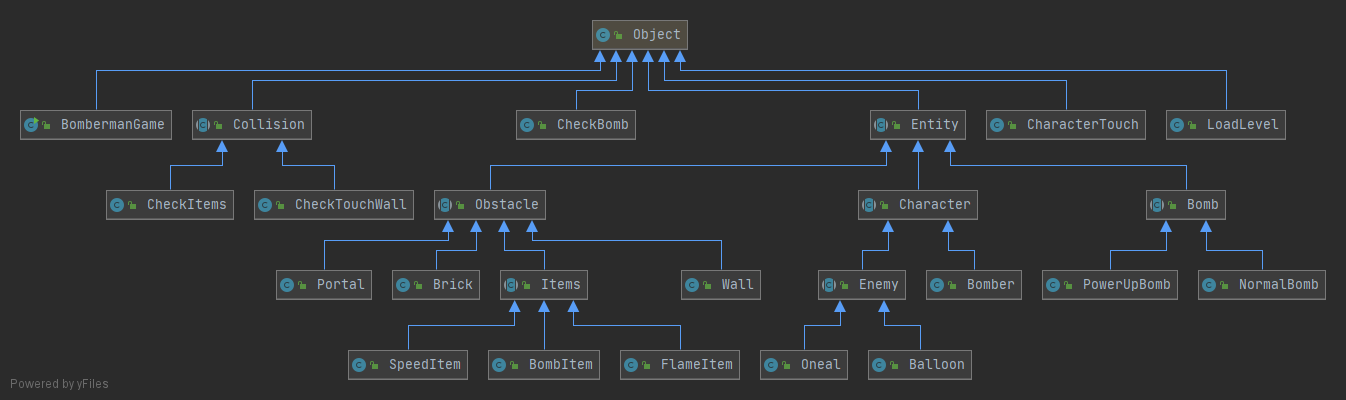 Object
BombermanGame
Collision
CheckBomb
Entity
CharacterTouch
LoadLevel
CheckItems
CheckTouchWall
Obstacle
Character
Bomb
Portal
Brick
Items
Wall
Enemy
Bomber
PowerUpBomb
NormalBomb
SpeedItem
BombItem
FlameItem
Oneal
Balloon
Powered by yFiles